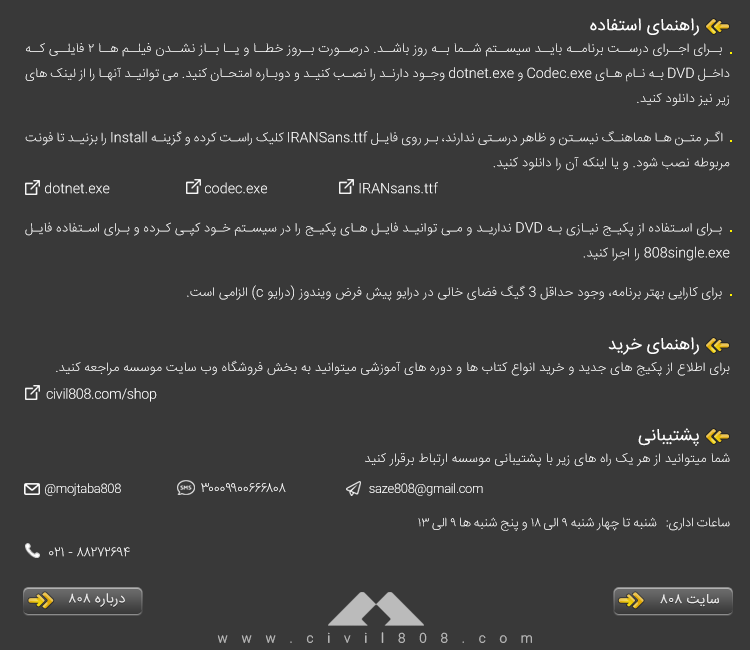 راهنمای استفاده
برای اجرای درست برنامه باید سیستم شما به روز باشد. درصورت بروز خطا و یا باز نشدن فیلم ها ۲ فایلی که
داخل DVD به نام های Codec.exe و dotnet.exe وجود دارند را نصب کنید و دوباره امتحان کنید. می توانید آنها را از لینک های
زیر نیز دانلود کنید.
اگر متن ها هماهنگ نیستن و ظاهر درستی ندارند، بر روی فایل IRANSans.ttf کلیک راست کرده و گزینه Install را بزنید تا فونت
مربوطه نصب شود. و یا اینکه آن را دانلود کنید.
dotnet.exe codec.exe IRANsans.ttf
برای استفاده از پکیج نیازی به DVD ندارید و می توانید فایل های پکیج را در سیستم خود کپی کرده و برای استفاده فایل
808single.exe را اجرا کنید.
برای کارایی بهتر برنامه، وجود حداقل 3 گیگ فضای خالی در درایو پیش فرض ویندوز (درایو c) الزامی است.
راهنمای خرید
برای اطلاع از پکیج های جدید و خرید انواع کتاب ها و دوره های آموزشی میتوانید به بخش فروشگاه وب سایت موسسه مراجعه کنید.
civil808.com/shop
پشتیبانی
شما میتوانید از هر یک راه های زیر با پشتیبانی موسسه ارتباط برقرار کنید
@mojtaba808 SMS ۳۰۰۰۹۹۰۰۶۶۶۸۰۸ saze808@gmail.com
ساعات اداری: شنبه تا چهار شنبه ۹ الی ۱۸ و پنج شنبه ها ۹ الی ۱۳
۰۲۱ - ۸۸۲۷۲۶۹۴
سایت ۸۰۸ درباره ۸۰۸
www.civil808.com